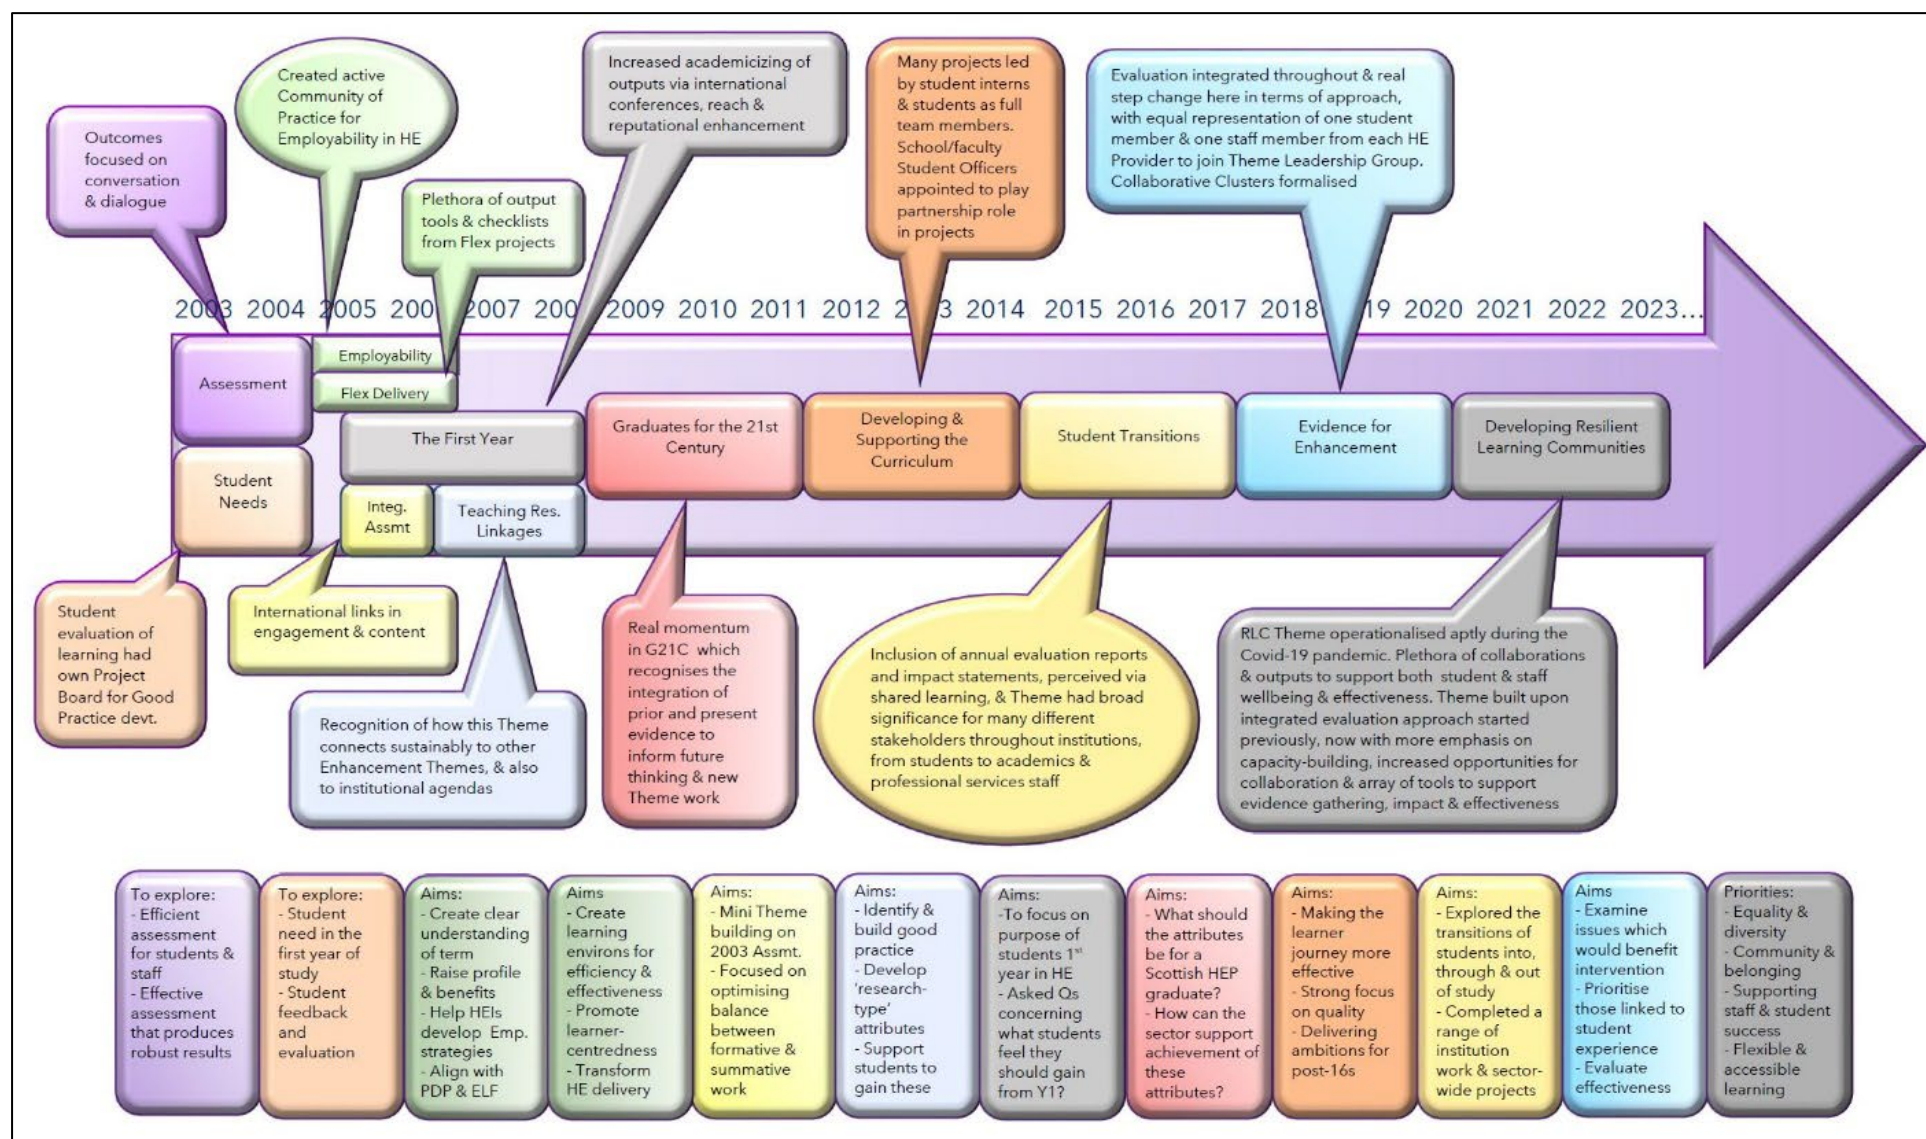 Outcomes
focused on
conversation
& dialogue
Created active
Community of
Practice for
Employability in HE
Plethora of output
tools & checklists
from Flex projects
Increased academicizing of
outputs via international
conferences, reach &
reputational enhancement
Many projects led
by student interns
& students as full
team members.
School/faculty
Student Officers
appointed to play
partnership role
in projects
Evaluation integrated throughout & real
step change here in terms of approach,
with equal representation of one student
member & one staff member from each HE
Provider to join Theme Leadership Group.
Collaborative Clusters formalised
2003 2004 2005 200 2007 200 2009 2010 2011 2012 2 3 2014 2015 2016 2017 2018 19 2020 2021 2022 2023...
Assessment
Student
Needs
Employability
Flex Delivery
The First Year
Integ.
Assmt
Teaching Res.
Linkages
Graduates for the 21st
Century
Developing &
Supporting the
Curriculum
Student Transitions
Evidence for
Enhancement
Developing Resilient
Learning Communities
Student
evaluation of
learning had
own Project
Board for Good
Practice devt.
International links in
engagement & content
Recognition of how this Theme
connects sustainably to other
Enhancement Themes, & also
to institutional agendas
Real momentum
in G21C which
recognises the
integration of
prior and present
evidence to
inform future
thinking & new
Theme work
Inclusion of annual evaluation reports
and impact statements, perceived via
shared learning, & Theme had broad
significance for many different
stakeholders throughout institutions,
from students to academics &
professional services staff
RLC Theme operationalised aptly during the
Covid-19 pandemic. Plethora of collaborations
& outputs to support both student & staff
wellbeing & effectiveness. Theme built upon
integrated evaluation approach started
previously, now with more emphasis on
capacity-building, increased opportunities for
collaboration & array of tools to support
evidence gathering, impact & effectiveness
To explore:
- Efficient
assessment
for students &
staff
- Effective
assessment
that produces
robust results
To explore:
- Student
need in the
first year of
study
- Student
feedback
and
evaluation
Aims:
- Create clear
understanding
of term
- Raise profile
& benefits
- Help HEIs
develop Emp.
strategies
- Align with
PDP & ELF
Aims
- Create
learning
environs for
efficiency &
effectiveness
- Promote
learner-
centredness
- Transform
HE delivery
Aims:
- Mini Theme
building on
2003 Assmt.
- Focused on
optimising
balance
between
formative &
summative
work
Aims:
- Identify &
build good
practice
- Develop
‘research-
type’
attributes
- Support
students to
gain these
Aims:
-To focus on
purpose of
students 1st
year in HE
- Asked Qs
concerning
what students
feel they
should gain
from Y1?
Aims:
- What should
the attributes
be for a
Scottish HEP
graduate?
- How can the
sector support
achievement of
these
attributes?
Aims:
- Making the
learner
journey more
effective
- Strong focus
on quality
- Delivering
ambitions for
post-16s
Aims:
- Explored the
transitions of
students into,
through & out
of study
- Completed a
range of
institution
work & sector-
wide projects
Aims
- Examine
issues which
would benefit
intervention
- Prioritise
those linked to
student
experience
- Evaluate
effectiveness
Priorities:
- Equality &
diversity
- Community &
belonging
- Supporting
staff & student
success
- Flexible &
accessible
learning